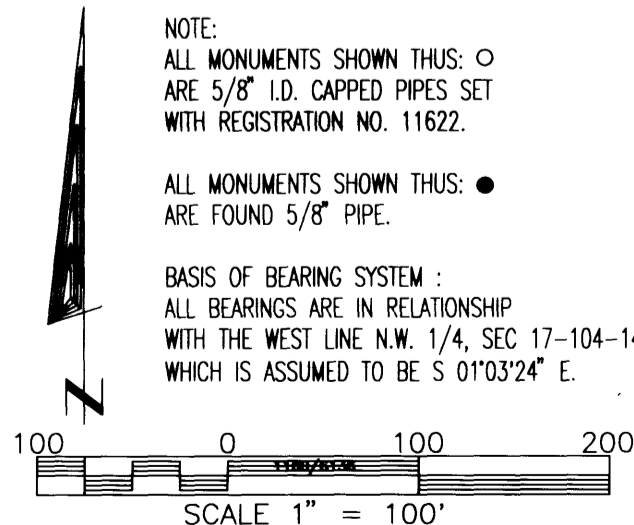 NOTE:
ALL MONUMENTS SHOWN THUS: ○
ARE 5/8" I.D. CAPPED PIPES SET
WITH REGISTRATION NO. 11622.
ALL MONUMENTS SHOWN THUS: ●
ARE FOUND 5/8" PIPE.
BASIS OF BEARING SYSTEM :
ALL BEARINGS ARE IN RELATIONSHIP
WITH THE WEST LINE N.W. 1/4, SEC 17-104-14
WHICH IS ASSUMED TO BE S 01°03'24" E.
N
100 0 100 200
SCALE 1" = 100'